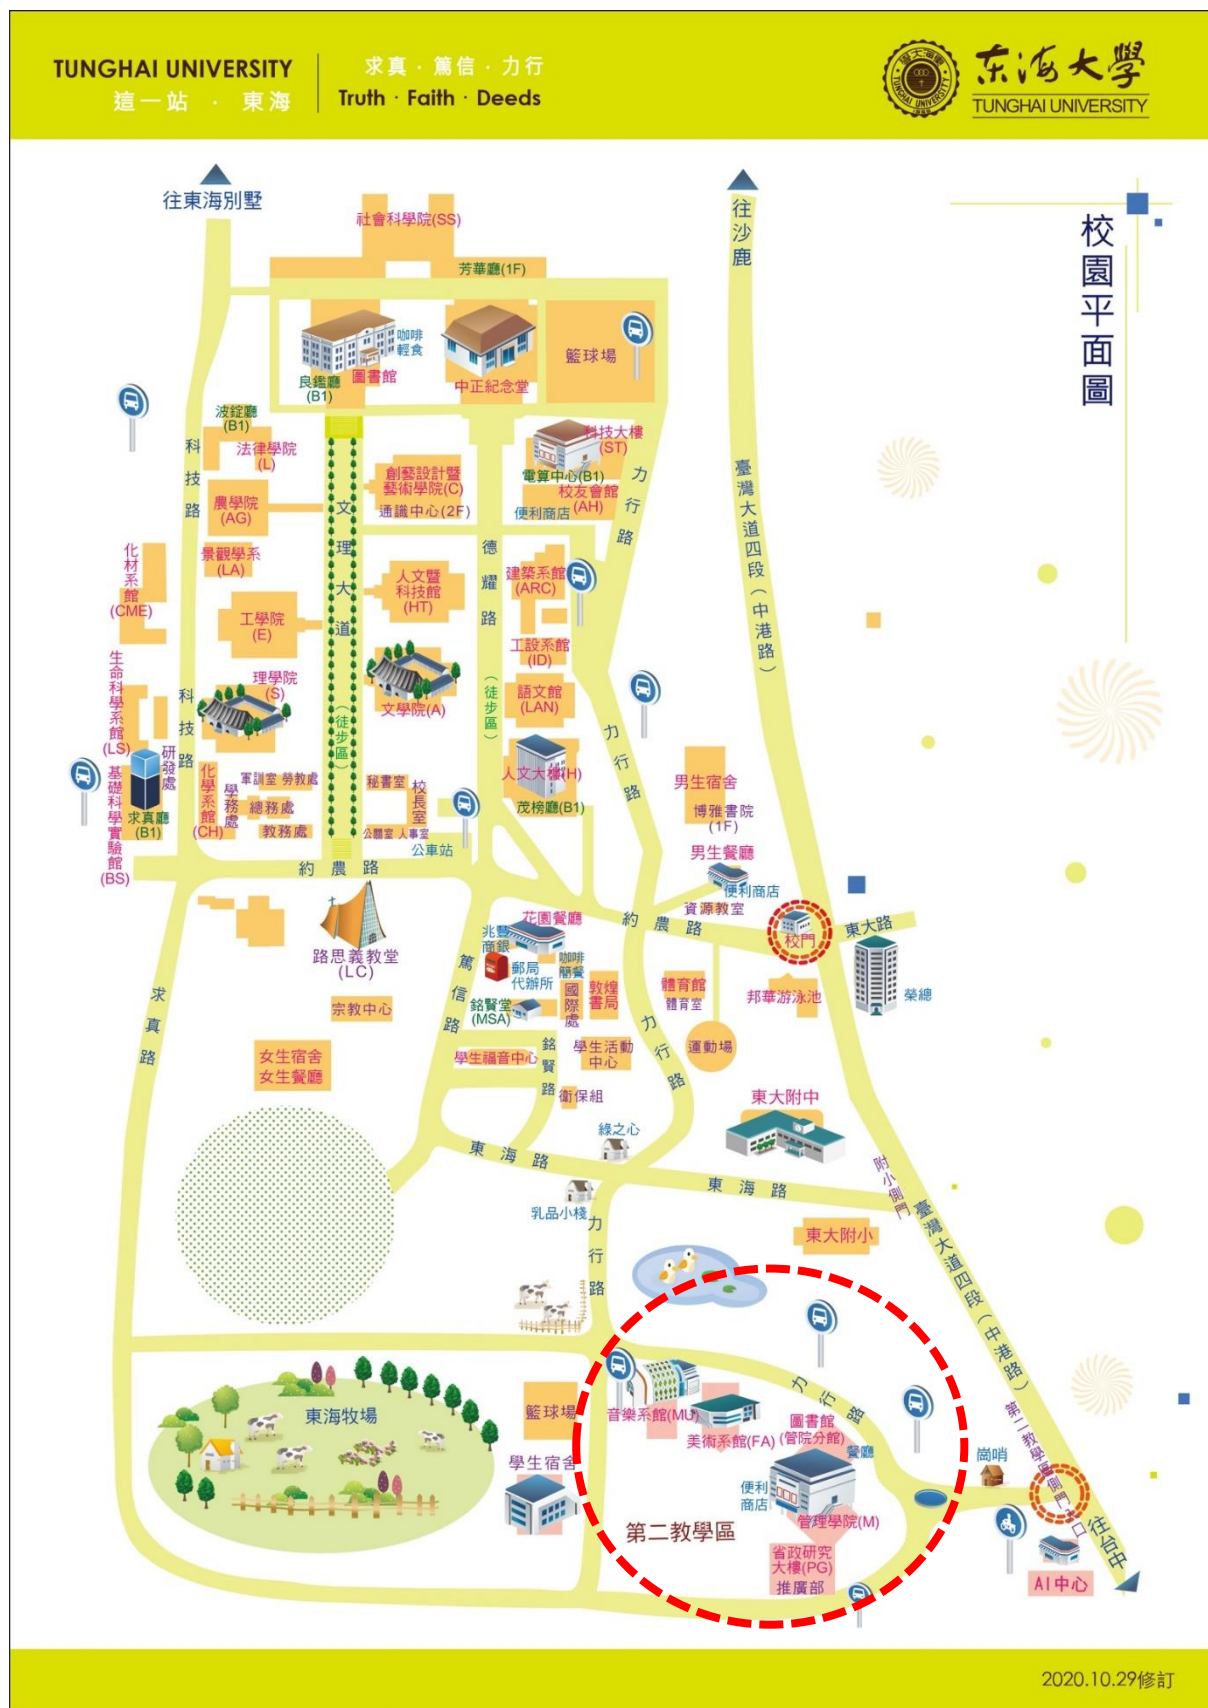 TUNGHAI UNIVERSITY
這一站 · 東海
求真 · 篤信 · 力行
Truth · Faith · Deeds
東海大學
TUNGHAI UNIVERSITY
校園平面圖
往東海別墅
往沙鹿
社會科學院(SS)
芳華廳(1F)
咖啡
輕食
圖書館
良鑑廳
(B1)
中正紀念堂
籃球場
波錠廳
(B1)
法律學院
(L)
科技路
農學院
(AG)
創藝設計暨
藝術學院(C)
通識中心(2F)
科技大樓
(ST)
電算中心(B1)
校友會館
(AH)
便利商店
力行路
臺灣大道四段(中港路)
文理大道
(徒步區)
德耀路
(徒步區)
化材系館
(CME)
景觀學系
(LA)
工學院
(E)
人文暨
科技館
(HT)
建築系館
(ARC)
工設系館
(ID)
生命科學系館
(LS)
科技路
理學院
(S)
文學院(A)
語文館
(LAN)
力行路
研發處
求真廳
(B1)
基礎科學實驗館
(BS)
化學系館
(CH)
學務處
軍訓室 勞教處
總務處
教務處
秘書室
校長室
公關室 人事室
公車站
人文大樓(H)
茂榜廳(B1)
男生宿舍
博雅書院
(1F)
男生餐廳
便利商店
資源教室
約農路
約農路
校門
東大路
榮總
路思義教堂
(LC)
宗教中心
求真路
篤信路
花園餐廳
兆豐
商銀
郵局
代辦所
咖啡
簡餐
國際處
敦煌
書局
銘賢堂
(MSA)
銘賢路
學生福音中心
學生活動
中心
衛保組
體育館
體育室
運動場
邦華游泳池
力行路
女生宿舍
女生餐廳
綠之心
東大附中
東海路
東海路
附小側門
乳品小棧
力行路
東大附小
臺灣大道四段(中港路)
東海牧場
籃球場
學生宿舍
音樂系館(MU)
美術系館(FA)
力行路
圖書館
(管院分館)
餐廳
便利
商店
管理學院(M)
第二教學區
省政研究
大樓(PG)
推廣部
崗哨
第二教學區側門
往台中
AI中心
2020.10.29修訂